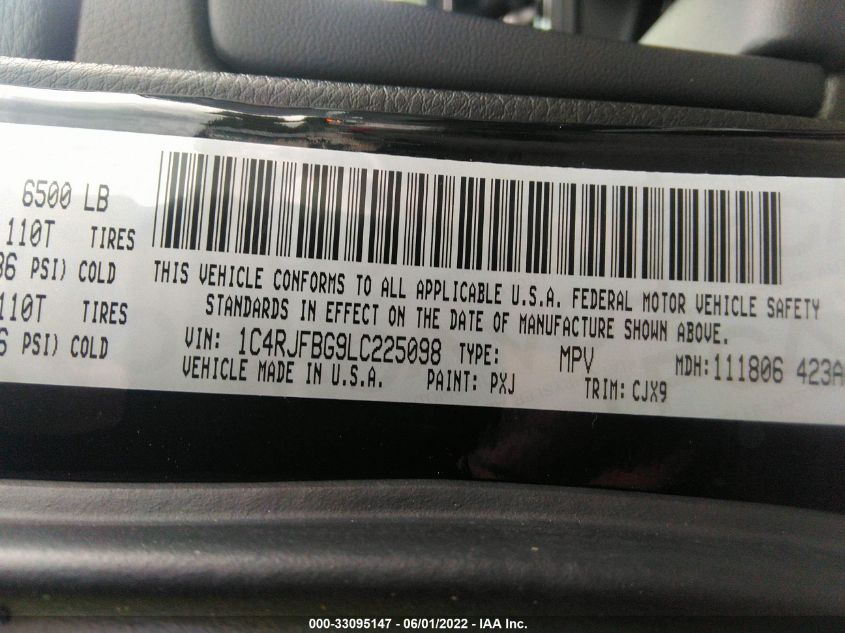 6500 LB
110T TIRES
36 PSI) COLD
110T TIRES
6 PSI) COLD
THIS VEHICLE CONFORMS TO ALL APPLICABLE U.S.A. FEDERAL MOTOR VEHICLE SAFETY
STANDARDS IN EFFECT ON THE DATE OF MANUFACTURE SHOWN ABOVE.
VIN: 1C4RJFBG9LC225098 TYPE: MPV MDH:111806 423A
VEHICLE MADE IN U.S.A. PAINT: PXJ TRIM: CJX9
000-33095147 - 06/01/2022 - IAA Inc.